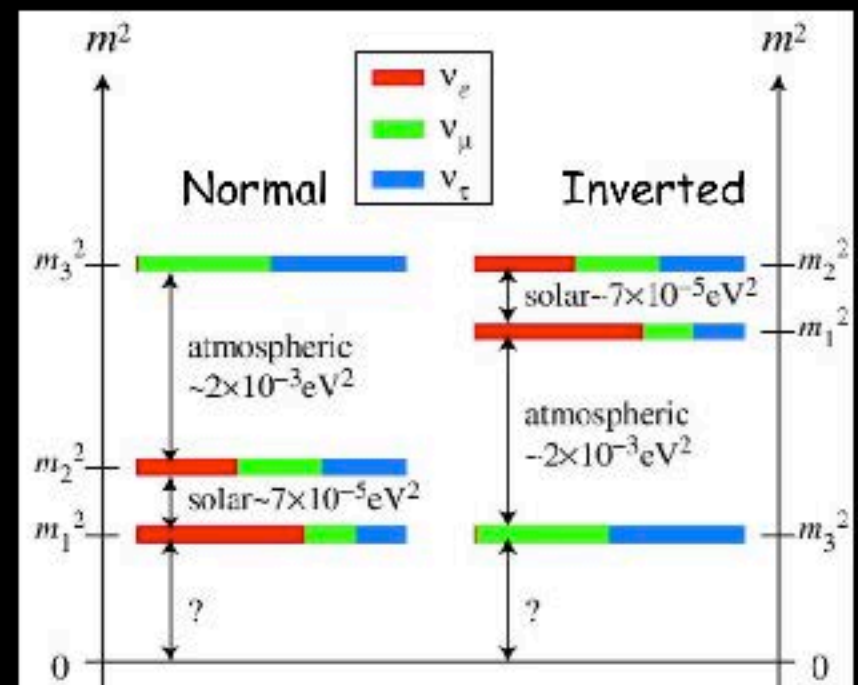 m²
m²
νe
νμ
ντ
Normal
Inverted
m₃²
m₂²
solar~7×10⁻⁵eV²
m₁²
atmospheric
~2×10⁻³eV²
atmospheric
~2×10⁻³eV²
m₂²
solar~7×10⁻⁵eV²
m₁²
m₃²
?
?
0
0